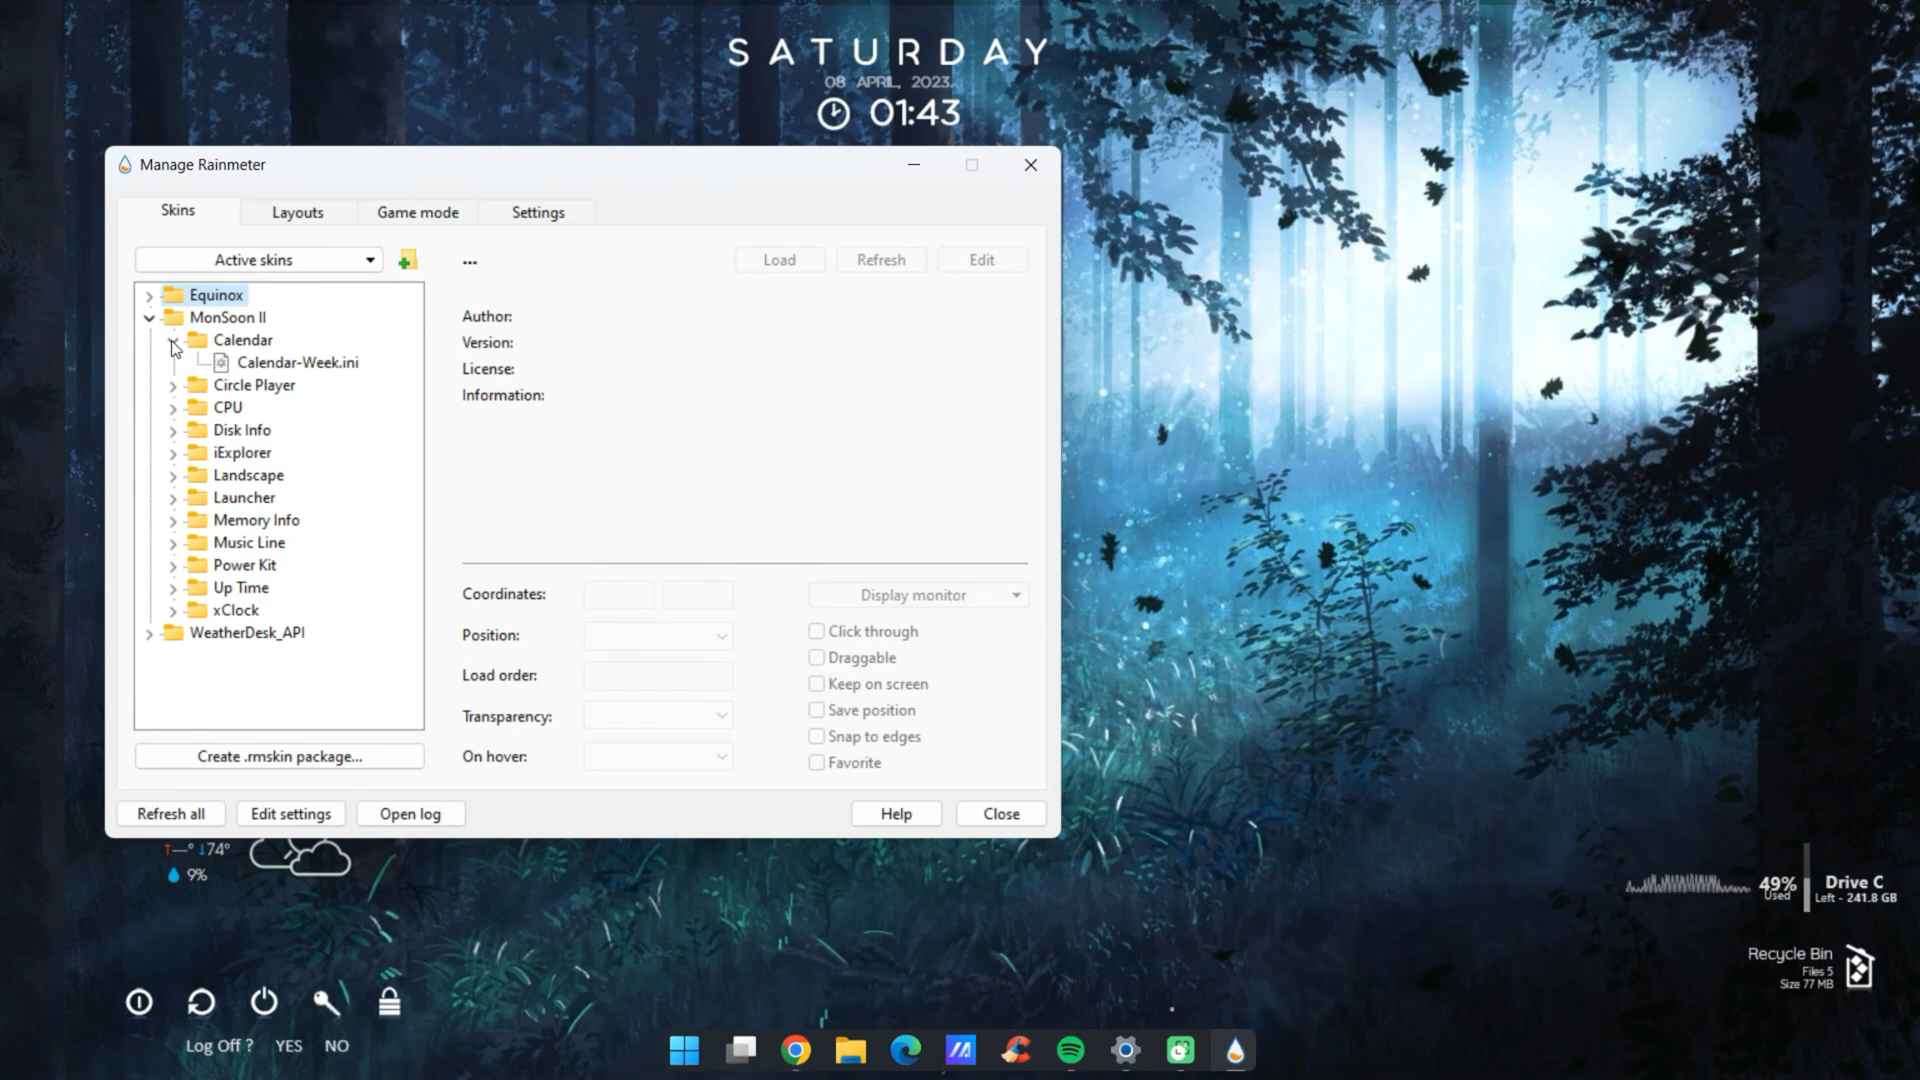 SATURDAY
08 APRIL, 2023.
01:43
Manage Rainmeter
Skins
Layouts
Game mode
Settings
Active skins
...
Load
Refresh
Edit
Equinox
MonSoon II
Calendar
Calendar-Week.ini
Circle Player
CPU
Disk Info
iExplorer
Landscape
Launcher
Memory Info
Music Line
Power Kit
Up Time
xClock
WeatherDesk_API
Author:
Version:
License:
Information:
Coordinates:
Display monitor
Position:
Load order:
Transparency:
On hover:
Click through
Draggable
Keep on screen
Save position
Snap to edges
Favorite
Create .rmskin package...
Refresh all
Edit settings
Open log
Help
Close
↑—° ↓74°
9%
49%
Used
Drive C
Left - 241.8 GB
Recycle Bin
Files 5
Size 77 MB
Log Off ? YES NO